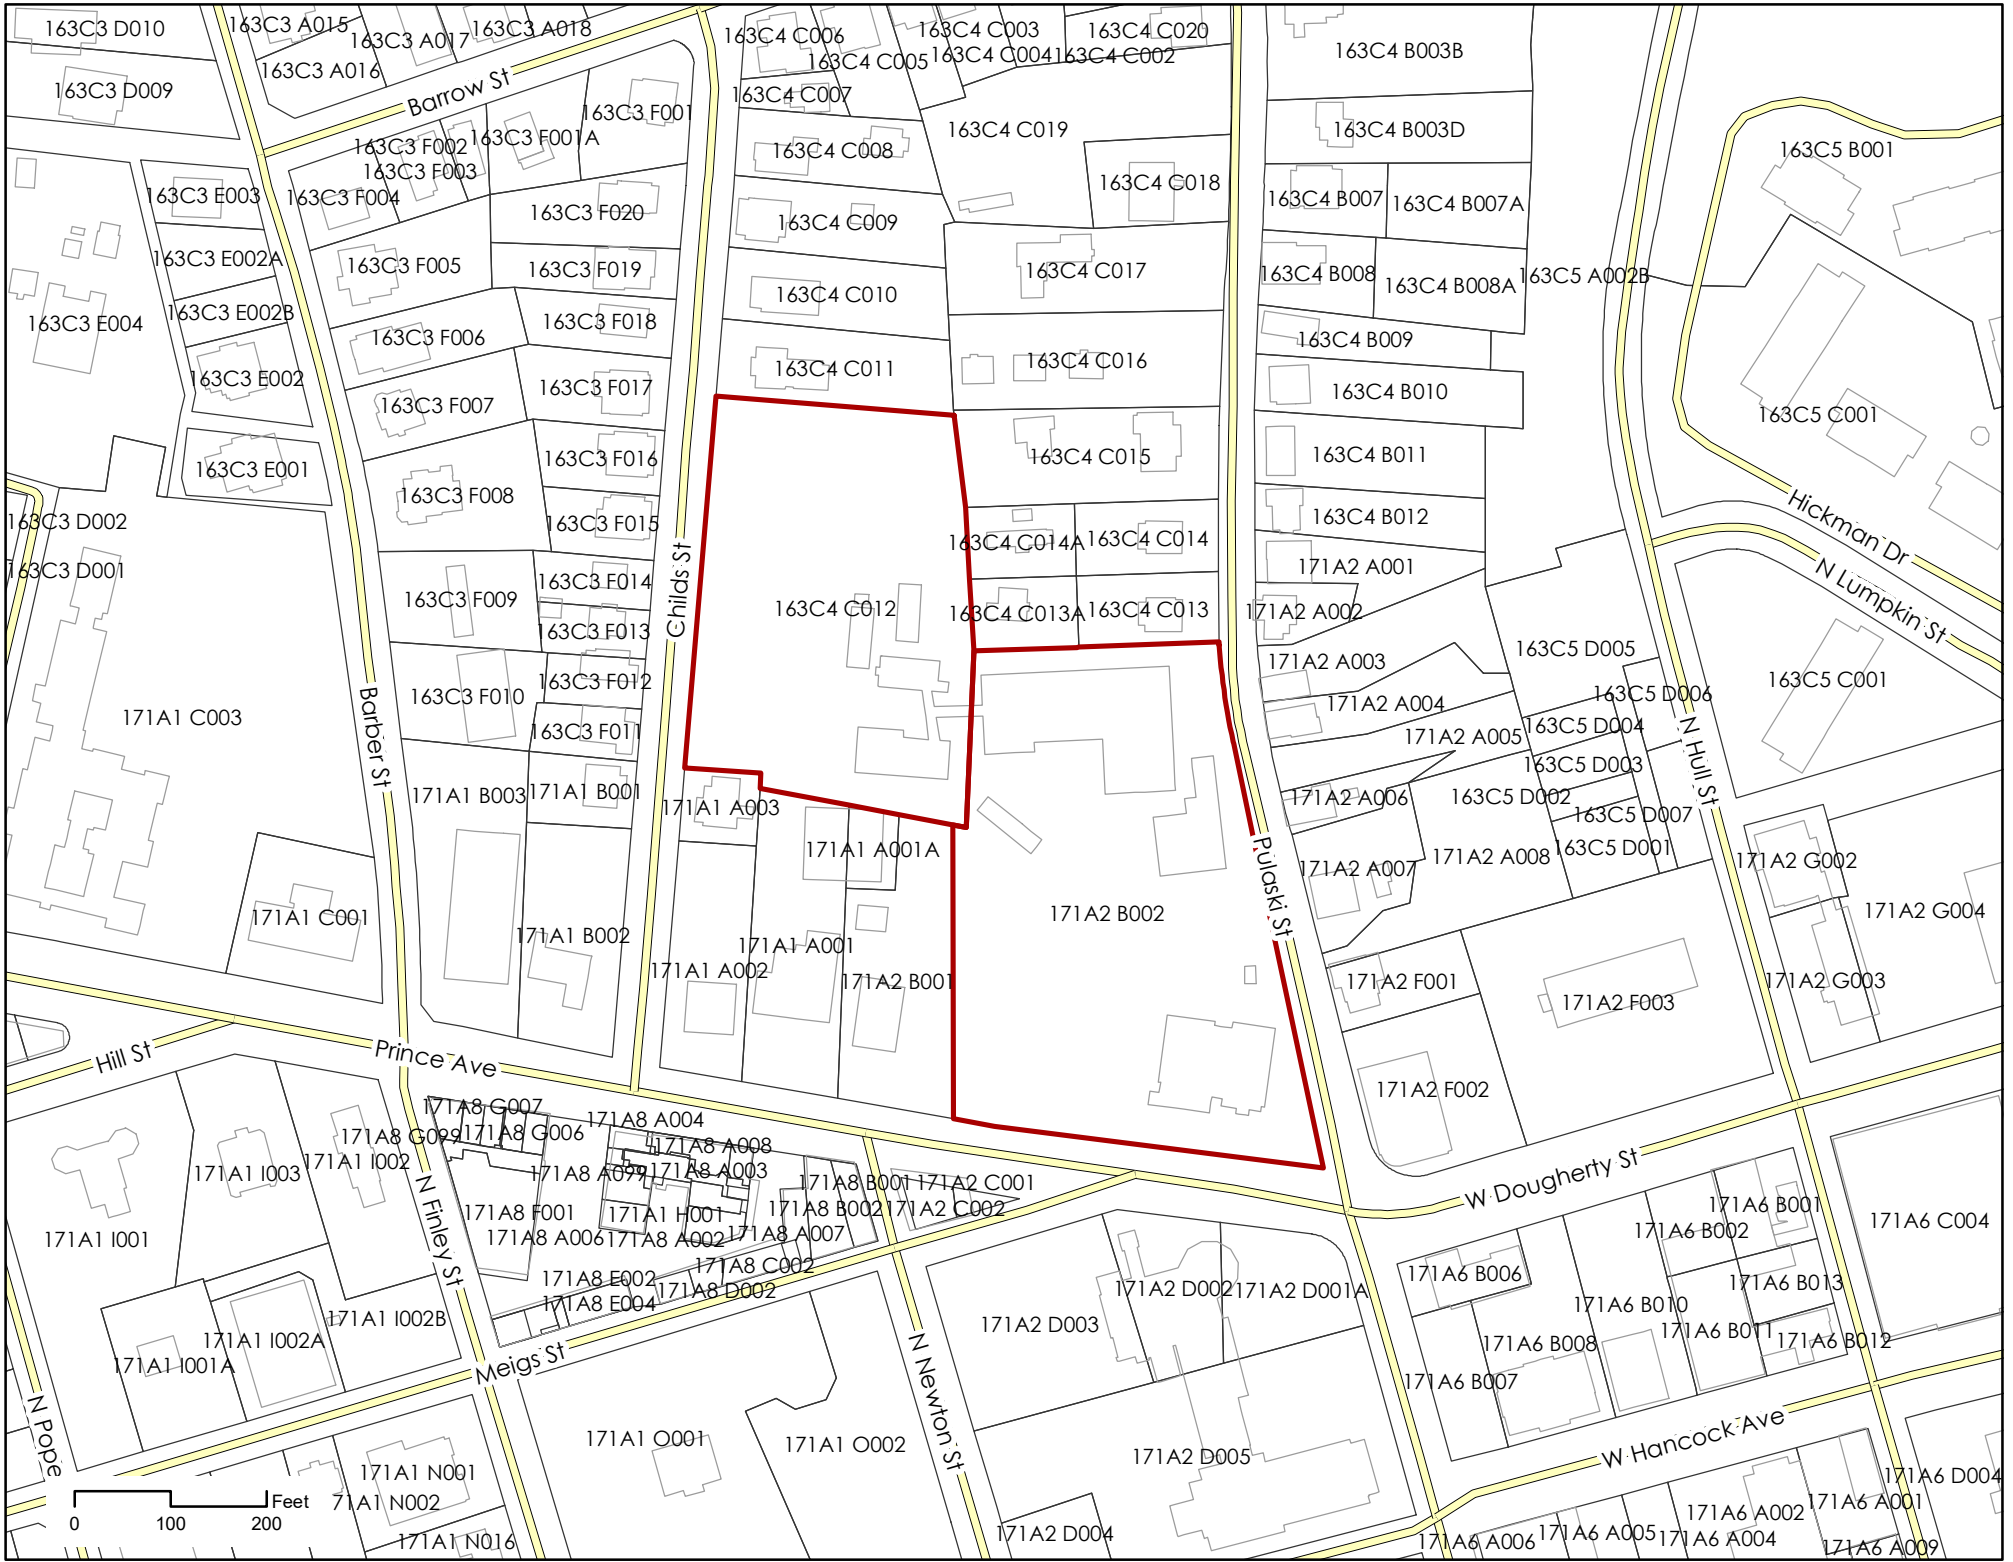 163C3 D010
163C3 A015
163C3 A017
163C3 A018
163C3 A016
163C3 D009
Barrow St
163C4 C006
163C4 C005
163C4 C003
163C4 C004
163C4 C020
163C4 C002
163C4 B003B
163C4 C007
163C3 F001
163C3 F001A
163C3 F002
163C3 F003
163C4 C008
163C4 C019
163C4 B003D
163C5 B001
163C3 E003
163C3 F004
163C3 F020
163C4 C009
163C4 C018
163C4 B007
163C4 B007A
163C3 E002A
163C3 F005
163C3 F019
163C4 C010
163C4 C017
163C4 B008
163C4 B008A
163C5 A002B
163C3 E004
163C3 E002B
163C3 F006
163C3 F018
163C4 C011
163C4 C016
163C4 B009
163C3 E002
163C3 F007
163C3 F017
163C4 B010
163C5 C001
163C3 E001
163C3 F008
163C3 F016
163C4 C015
163C4 B011
163C3 D002
163C3 F015
163C4 C014A
163C4 C014
163C4 B012
Hickman Dr
163C3 D001
Childs St
163C3 F014
163C3 F009
163C4 C012
163C4 C013A
163C4 C013
171A2 A001
171A2 A002
N Lumpkin St
163C3 F013
171A2 A003
163C5 D005
163C3 F012
163C3 F010
163C5 D006
163C5 C001
171A1 C003
Barber St
163C3 F011
171A2 A004
163C5 D004
171A2 A005
N Hull St
163C5 D003
171A1 B003
171A1 B001
171A1 A003
171A2 A006
163C5 D002
163C5 D007
171A1 A001A
Pulaski St
171A2 A007
171A2 A008
163C5 D001
171A2 G002
171A1 C001
171A2 B002
171A2 G004
171A1 B002
171A1 A001
171A1 A002
171A2 B001
171A2 F001
171A2 G003
171A2 F003
Hill St
Prince Ave
171A2 F002
171A8 G007
171A8 A004
171A8 G099
171A8 G006
171A8 A008
171A1 I003
171A1 I002
171A8 A099
171A8 A003
171A8 B001
171A2 C001
W Dougherty St
N Finley St
171A8 F001
171A1 H001
171A8 B002
171A2 C002
171A6 B001
171A1 I001
171A8 A006
171A8 A002
171A8 A007
171A6 B002
171A6 C004
171A8 C002
171A8 E002
171A8 D002
171A2 D002
171A2 D001A
171A6 B006
171A6 B013
171A8 E004
171A1 I002B
171A2 D003
171A6 B010
171A1 I002A
171A6 B011
171A6 B012
171A1 I001A
Meigs St
171A6 B008
N Newton St
171A6 B007
N Pope
171A1 O001
171A1 O002
171A2 D005
W Hancock Ave
171A1 N001
71A1 N002
171A6 D004
171A6 A002
171A6 A001
171A1 N016
171A2 D004
171A6 A006
171A6 A005
171A6 A004
171A6 A009
Feet
0 100 200